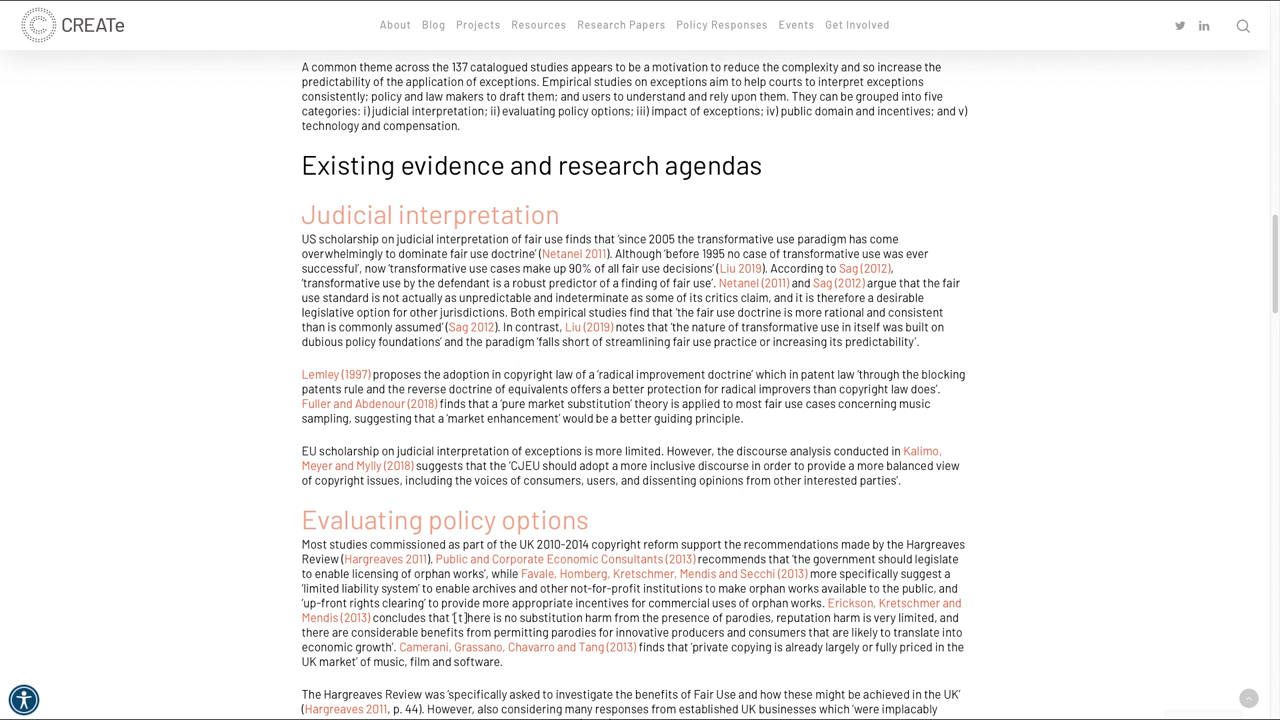 CREATe
About Blog Projects Resources Research Papers Policy Responses Events Get Involved
A common theme across the 137 catalogued studies appears to be a motivation to reduce the complexity and so increase the
predictability of the application of exceptions. Empirical studies on exceptions aim to help courts to interpret exceptions
consistently; policy and law makers to draft them; and users to understand and rely upon them. They can be grouped into five
categories: i) judicial interpretation; ii) evaluating policy options; iii) impact of exceptions; iv) public domain and incentives; and v)
technology and compensation.
Existing evidence and research agendas
Judicial interpretation
US scholarship on judicial interpretation of fair use finds that ‘since 2005 the transformative use paradigm has come
overwhelmingly to dominate fair use doctrine’ (Netanel 2011). Although ‘before 1995 no case of transformative use was ever
successful’, now ‘transformative use cases make up 90% of all fair use decisions’ (Liu 2019). According to Sag (2012),
‘transformative use by the defendant is a robust predictor of a finding of fair use’. Netanel (2011) and Sag (2012) argue that the fair
use standard is not actually as unpredictable and indeterminate as some of its critics claim, and it is therefore a desirable
legislative option for other jurisdictions. Both empirical studies find that ‘the fair use doctrine is more rational and consistent
than is commonly assumed’ (Sag 2012). In contrast, Liu (2019) notes that ‘the nature of transformative use in itself was built on
dubious policy foundations’ and the paradigm ‘falls short of streamlining fair use practice or increasing its predictability’.
Lemley (1997) proposes the adoption in copyright law of a ‘radical improvement doctrine’ which in patent law ‘through the blocking
patents rule and the reverse doctrine of equivalents offers a better protection for radical improvers than copyright law does’.
Fuller and Abdenour (2018) finds that a ‘pure market substitution’ theory is applied to most fair use cases concerning music
sampling, suggesting that a ‘market enhancement’ would be a better guiding principle.
EU scholarship on judicial interpretation of exceptions is more limited. However, the discourse analysis conducted in Kalimo,
Meyer and Mylly (2018) suggests that the ‘CJEU should adopt a more inclusive discourse in order to provide a more balanced view
of copyright issues, including the voices of consumers, users, and dissenting opinions from other interested parties’.
Evaluating policy options
Most studies commissioned as part of the UK 2010-2014 copyright reform support the recommendations made by the Hargreaves
Review (Hargreaves 2011). Public and Corporate Economic Consultants (2013) recommends that ‘the government should legislate
to enable licensing of orphan works’, while Favale, Homberg, Kretschmer, Mendis and Secchi (2013) more specifically suggest a
‘limited liability system’ to enable archives and other not-for-profit institutions to make orphan works available to the public, and
‘up-front rights clearing’ to provide more appropriate incentives for commercial uses of orphan works. Erickson, Kretschmer and
Mendis (2013) concludes that ‘[t]here is no substitution harm from the presence of parodies, reputation harm is very limited, and
there are considerable benefits from permitting parodies for innovative producers and consumers that are likely to translate into
economic growth’. Camerani, Grassano, Chavarro and Tang (2013) finds that ‘private copying is already largely or fully priced in the
UK market’ of music, film and software.
The Hargreaves Review was ‘specifically asked to investigate the benefits of Fair Use and how these might be achieved in the UK’
(Hargreaves 2011, p. 44). However, also considering many responses from established UK businesses which ‘were implacably